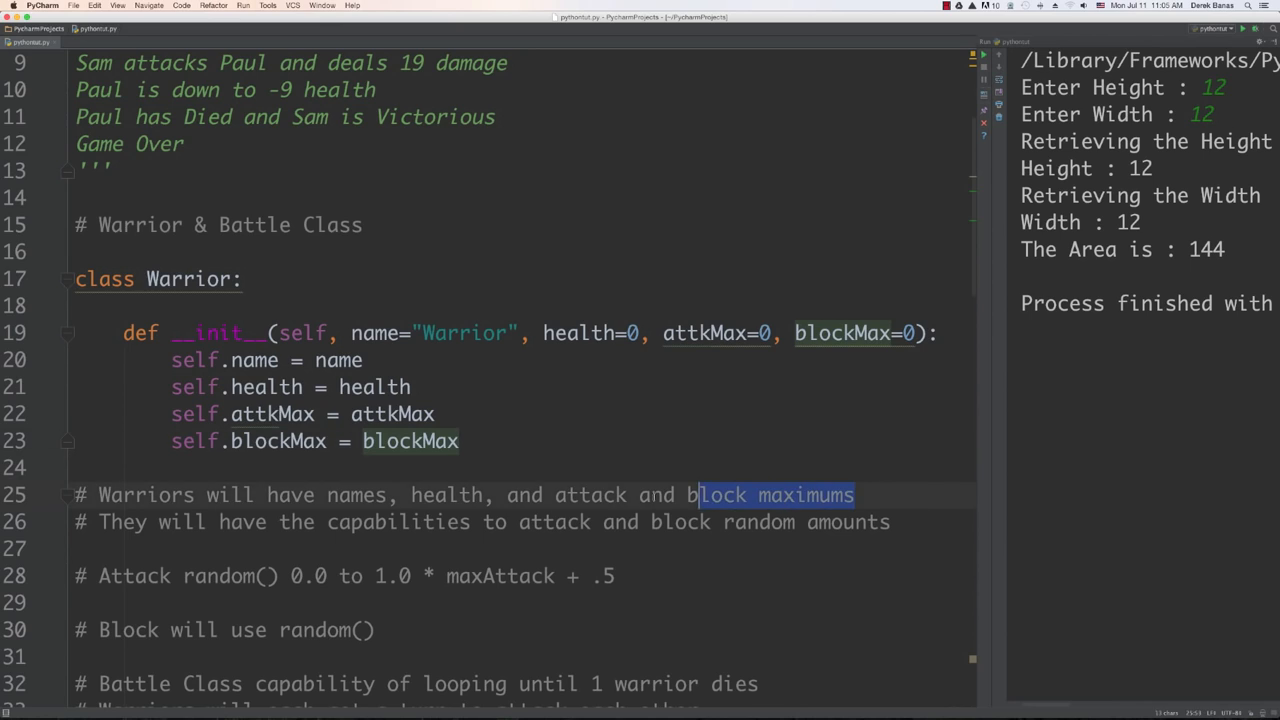 PyCharm File Edit View Navigate Code Refactor Run Tools VCS Window Help
10 Mon Jul 11 11:05 AM Derek Banas
pythontut.py - PycharmProjects - [~/PycharmProjects]
PycharmProjects pythontut.py
pythontut
pythontut.py
Run pythontut
9 Sam attacks Paul and deals 19 damage
10 Paul is down to -9 health
11 Paul has Died and Sam is Victorious
12 Game Over
13 '''
14
15 # Warrior & Battle Class
16
17 class Warrior:
18
19 def __init__(self, name="Warrior", health=0, attkMax=0, blockMax=0):
20 self.name = name
21 self.health = health
22 self.attkMax = attkMax
23 self.blockMax = blockMax
24
25 # Warriors will have names, health, and attack and block maximums
26 # They will have the capabilities to attack and block random amounts
27
28 # Attack random() 0.0 to 1.0 * maxAttack + .5
29
30 # Block will use random()
31
32 # Battle Class capability of looping until 1 warrior dies
/Library/Frameworks/Py
Enter Height : 12
Enter Width : 12
Retrieving the Height
Height : 12
Retrieving the Width
Width : 12
The Area is : 144
Process finished with
13 chars 25:53 LF÷ UTF-8÷